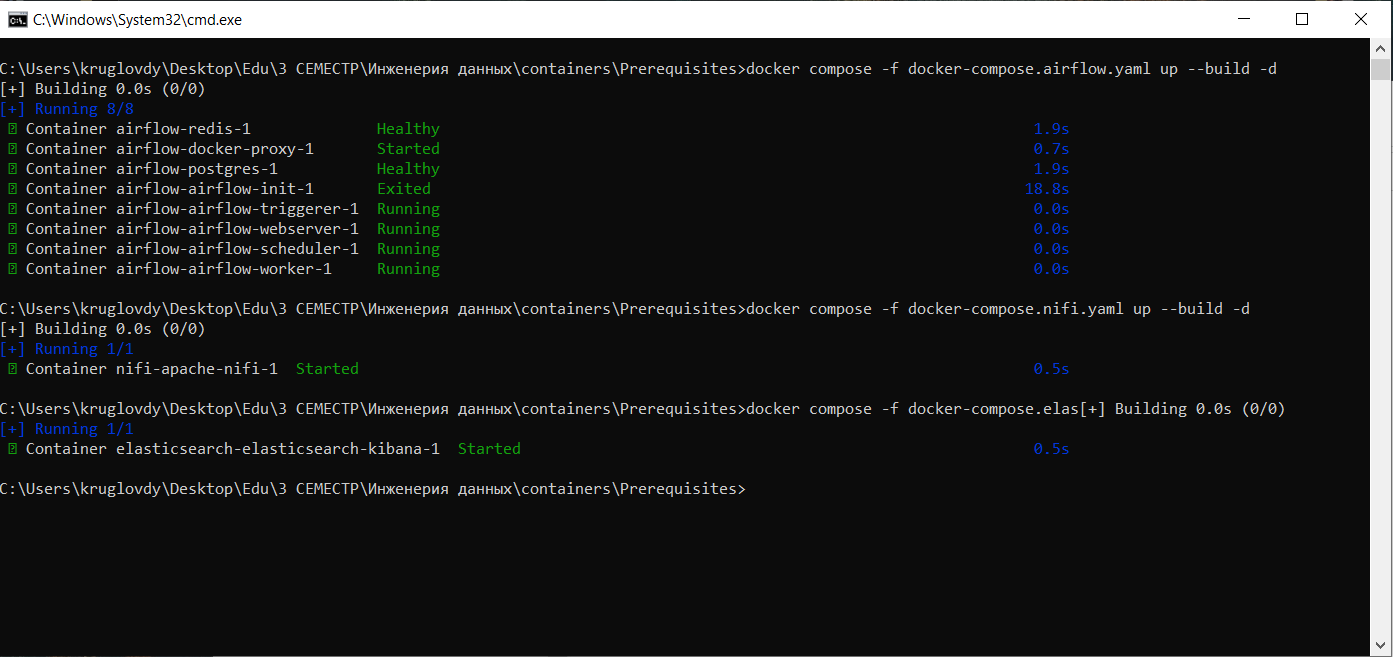 C:\Windows\System32\cmd.exe
C:\Users\kruglovdy\Desktop\Edu\3 СЕМЕСТР\Инженерия данных\containers\Prerequisites>docker compose -f docker-compose.airflow.yaml up --build -d
[+] Building 0.0s (0/0)
[+] Running 8/8
Container airflow-redis-1 Healthy 1.9s
Container airflow-docker-proxy-1 Started 0.7s
Container airflow-postgres-1 Healthy 1.9s
Container airflow-airflow-init-1 Exited 18.8s
Container airflow-airflow-triggerer-1 Running 0.0s
Container airflow-airflow-webserver-1 Running 0.0s
Container airflow-airflow-scheduler-1 Running 0.0s
Container airflow-airflow-worker-1 Running 0.0s
C:\Users\kruglovdy\Desktop\Edu\3 СЕМЕСТР\Инженерия данных\containers\Prerequisites>docker compose -f docker-compose.nifi.yaml up --build -d
[+] Building 0.0s (0/0)
[+] Running 1/1
Container nifi-apache-nifi-1 Started 0.5s
C:\Users\kruglovdy\Desktop\Edu\3 СЕМЕСТР\Инженерия данных\containers\Prerequisites>docker compose -f docker-compose.elas[+] Building 0.0s (0/0)
[+] Running 1/1
Container elasticsearch-elasticsearch-kibana-1 Started 0.5s
C:\Users\kruglovdy\Desktop\Edu\3 СЕМЕСТР\Инженерия данных\containers\Prerequisites>